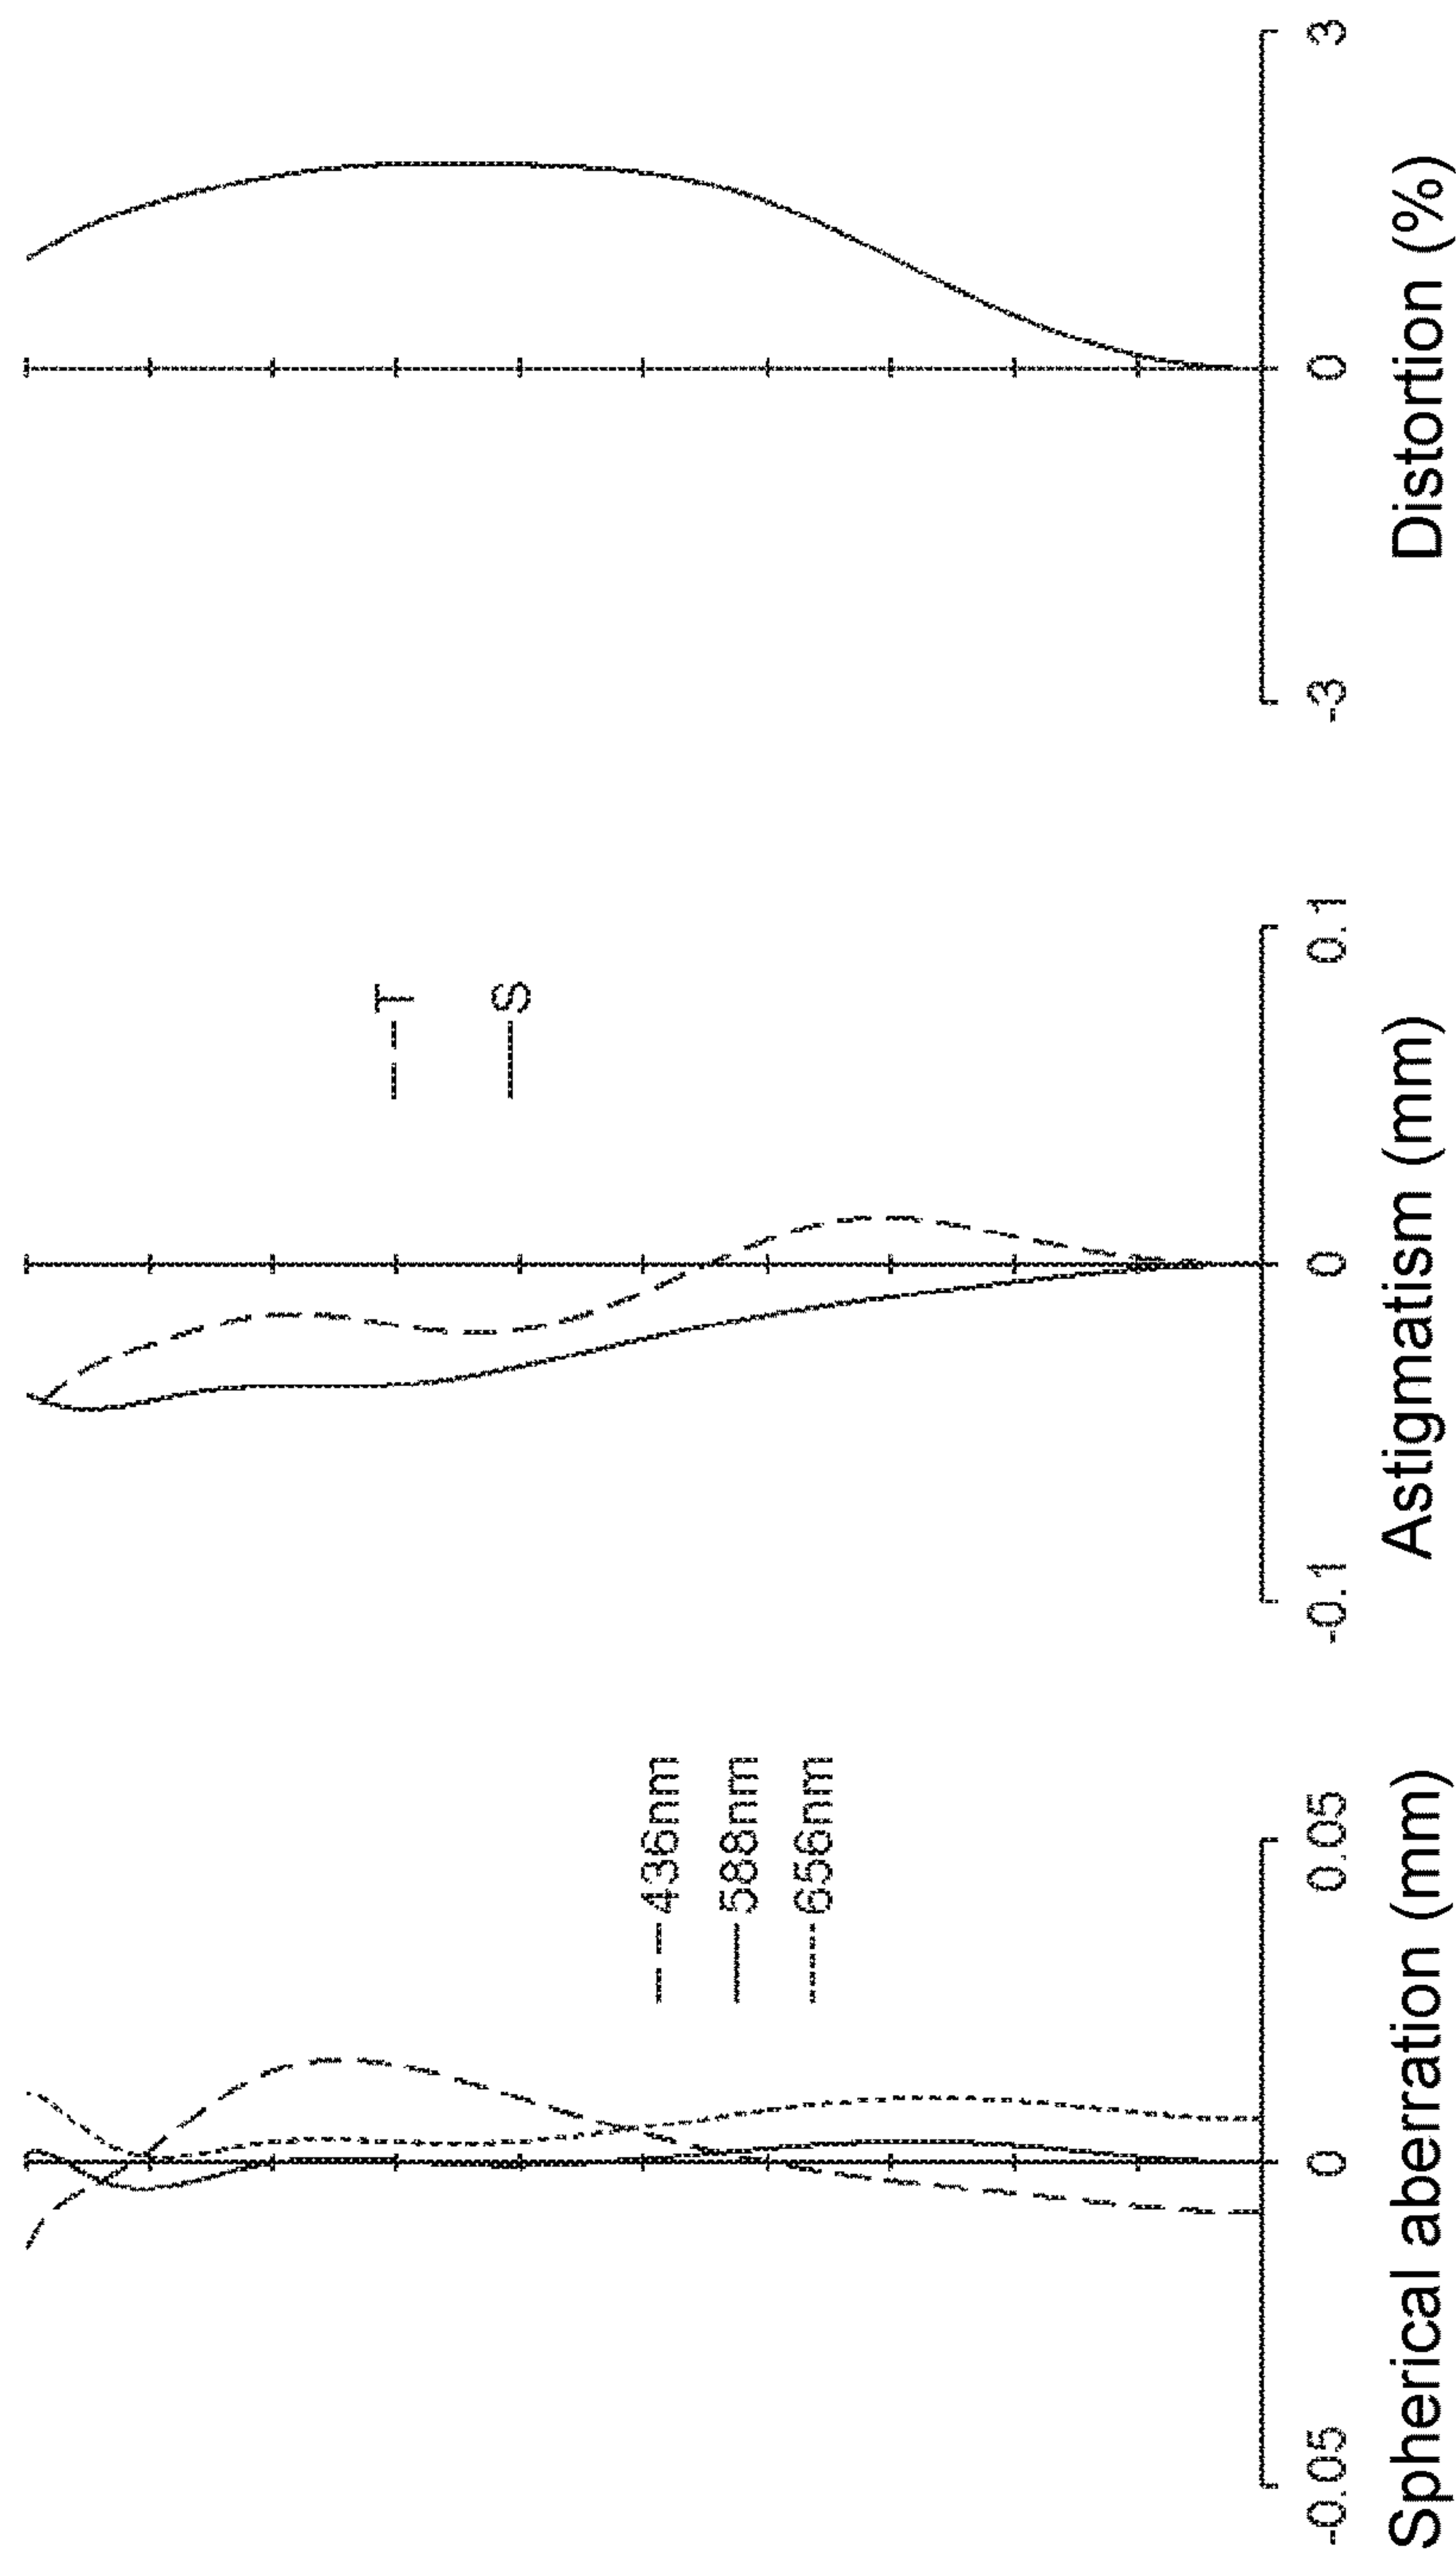 436nm
588nm
656nm
-0.05 0 0.05
Spherical aberration (mm)
T
S
-0.1 0 0.1
Astigmatism (mm)
-3 0 3
Distortion (%)